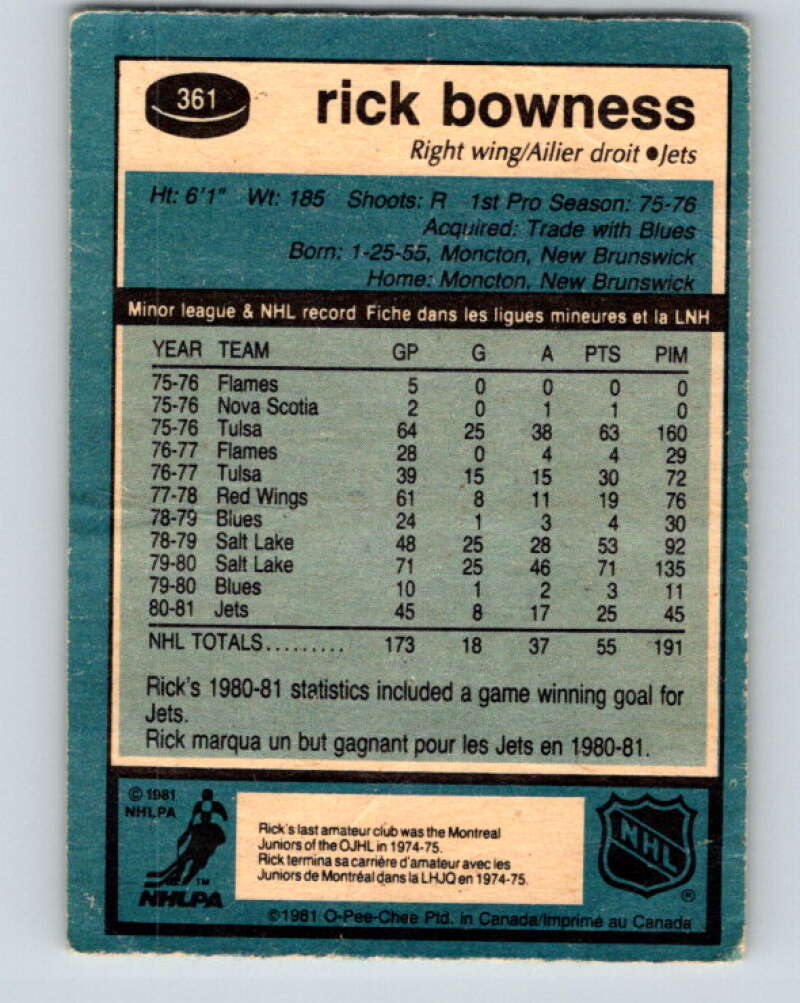 361
rick bowness
Right wing/Ailier droit ●Jets
Ht: 6'1" Wt: 185 Shoots: R 1st Pro Season: 75-76
Acquired: Trade with Blues
Born: 1-25-55, Moncton, New Brunswick
Home: Moncton, New Brunswick
Minor league & NHL record Fiche dans les ligues mineures et la LNH
YEAR TEAM GP G A PTS PIM
75-76 Flames 5 0 0 0 0
75-76 Nova Scotia 2 0 1 1 0
75-76 Tulsa 64 25 38 63 160
76-77 Flames 28 0 4 4 29
76-77 Tulsa 39 15 15 30 72
77-78 Red Wings 61 8 11 19 76
78-79 Blues 24 1 3 4 30
78-79 Salt Lake 48 25 28 53 92
79-80 Salt Lake 71 25 46 71 135
79-80 Blues 10 1 2 3 11
80-81 Jets 45 8 17 25 45
NHL TOTALS......... 173 18 37 55 191
Rick's 1980-81 statistics included a game winning goal for
Jets.
Rick marqua un but gagnant pour les Jets en 1980-81.
©1981
NHLPA
Rick's last amateur club was the Montreal
Juniors of the OJHL in 1974-75.
Rick termina sa carrière d'amateur avec les
Juniors de Montréal dans la LHJQ en 1974-75.
TM
NHLPA
NHL
®
©1981 O-Pee-Chee Ptd. in Canada/Imprimé au Canada